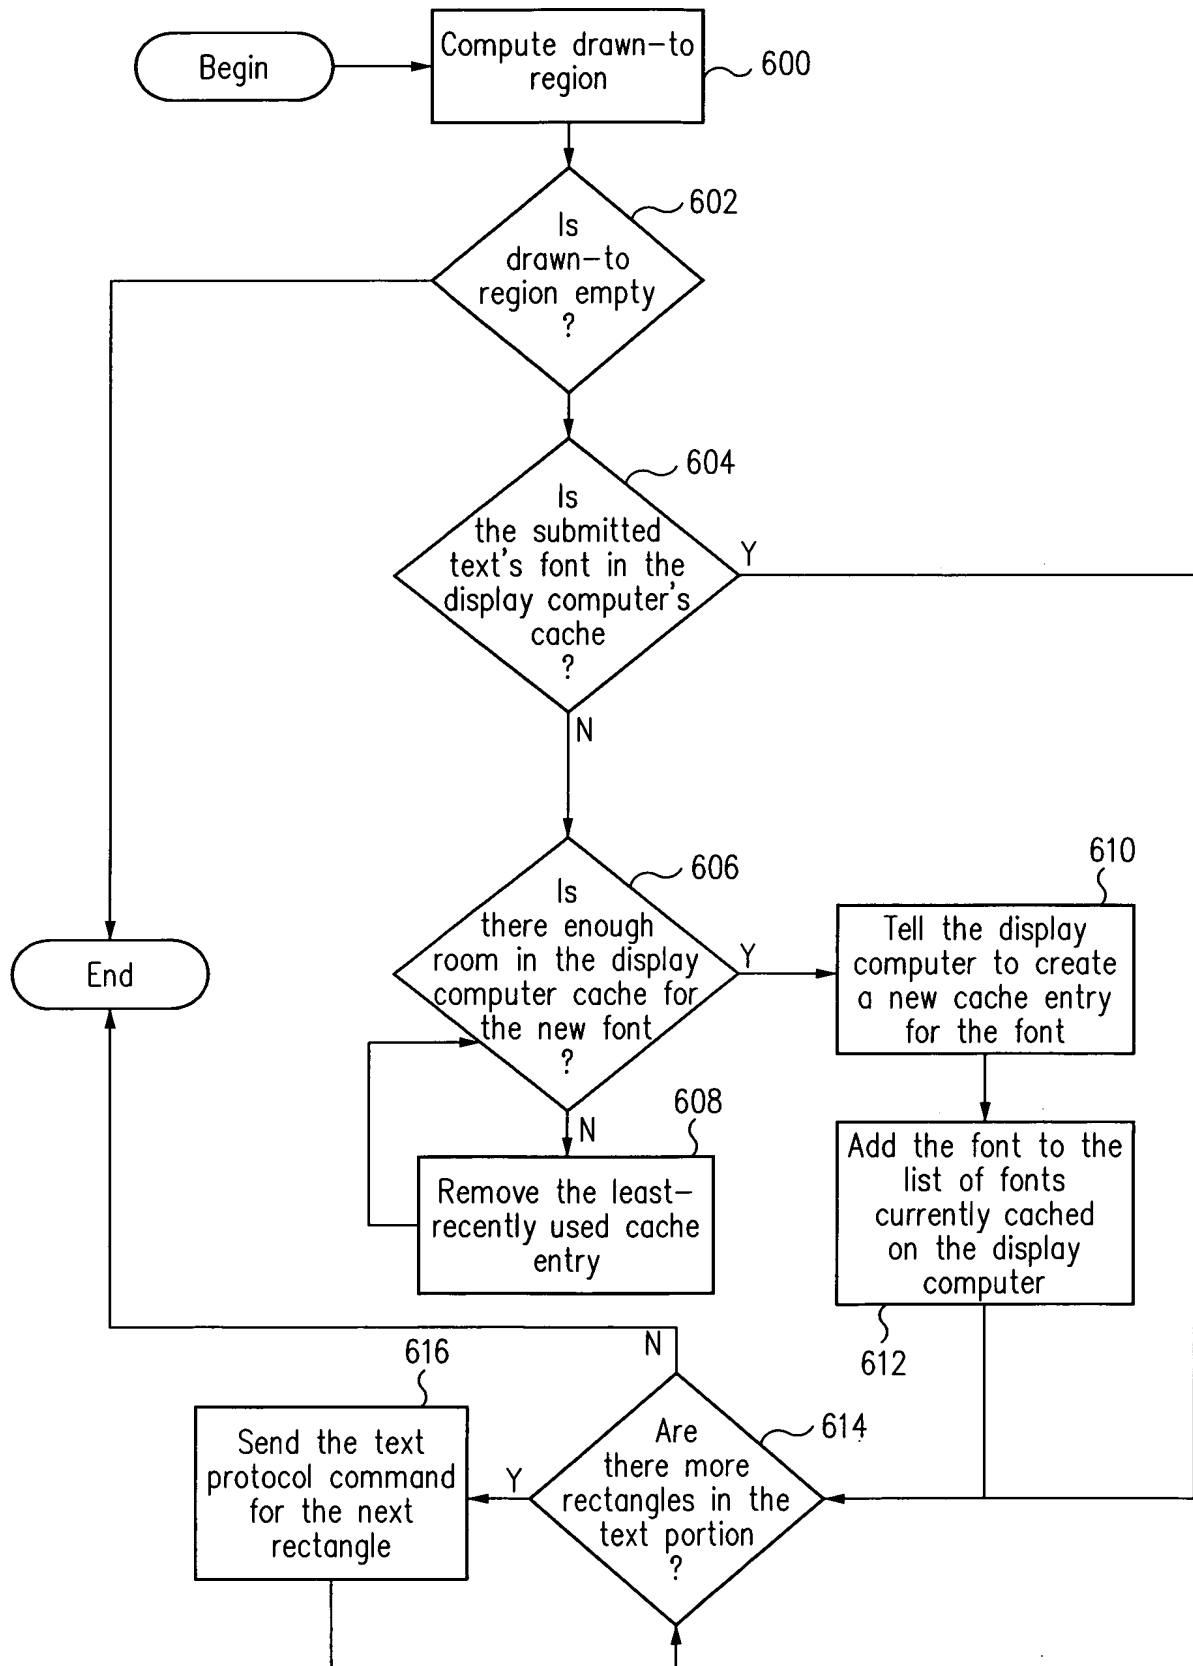 Begin
Compute drawn-to
region
600
602
Is
drawn-to
region empty
?
604
Is
the submitted
text's font in the
display computer's
cache
?
Y
N
606
Is
there enough
room in the display
computer cache for
the new font
?
Y
N
610
Tell the display
computer to create
a new cache entry
for the font
End
608
Remove the least-
recently used cache
entry
Add the font to the
list of fonts
currently cached
on the display
computer
612
N
616
Send the text
protocol command
for the next
rectangle
Y
614
Are
there more
rectangles in the
text portion
?